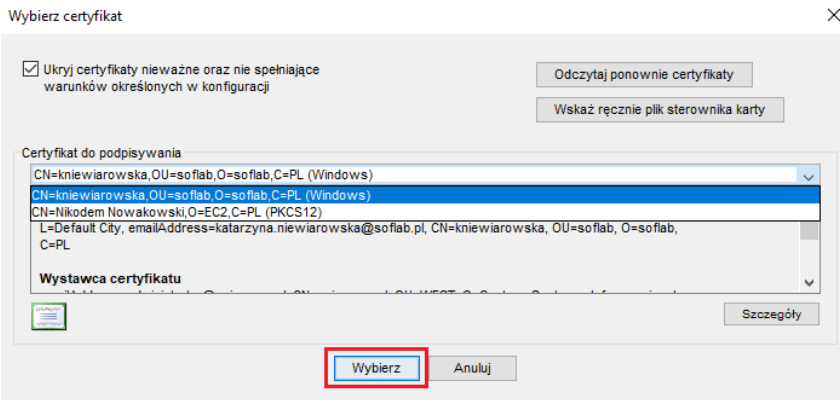 Wybierz certyfikat
Ukryj certyfikaty nieważne oraz nie spełniające
warunków określonych w konfiguracji
Odczytaj ponownie certyfikaty
Wskaż ręcznie plik sterownika karty
Certyfikat do podpisywania
CN=kniewiarowska,OU=soflab,O=soflab,C=PL (Windows)
CN=kniewiarowska,OU=soflab,O=soflab,C=PL (Windows)
CN=Nikodem Nowakowski,O=EC2,C=PL (PKCS12)
L=Default City, emailAddress=katarzyna.niewiarowska@soflab.pl, CN=kniewiarowska, OU=soflab, O=soflab,
C=PL
Wystawca certyfikatu
Szczegóły
Wybierz
Anuluj